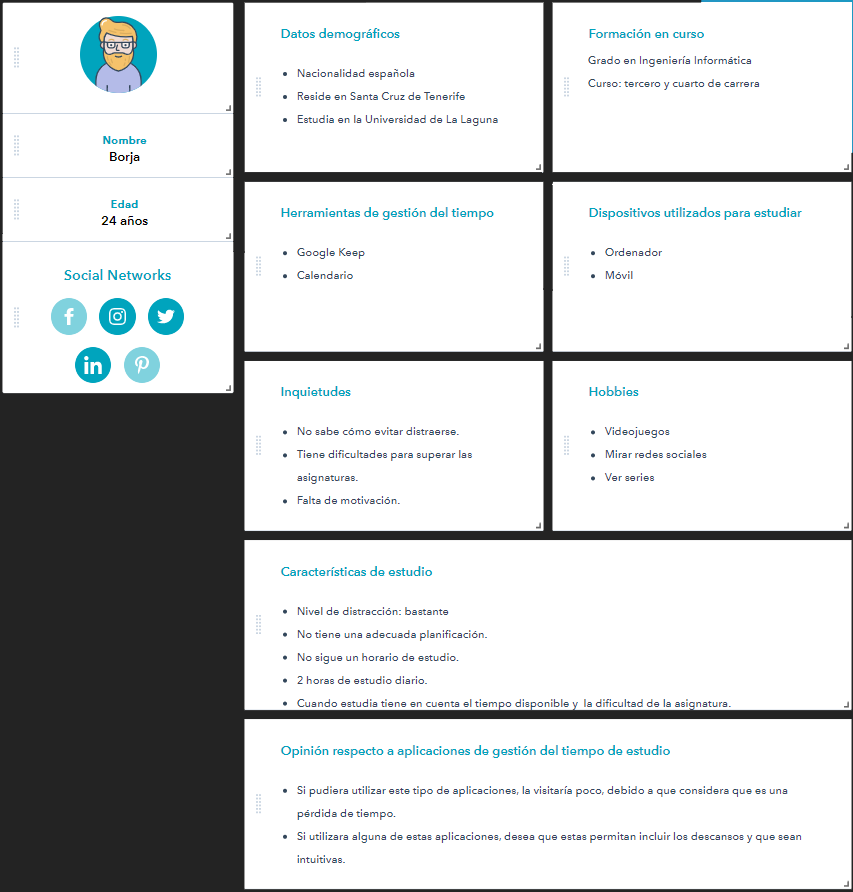 Nombre
Borja
Edad
24 años
Social Networks
f
in
Datos demográficos
Nacionalidad española
Reside en Santa Cruz de Tenerife
Estudia en la Universidad de La Laguna
Formación en curso
Grado en Ingeniería Informática
Curso: tercero y cuarto de carrera
Herramientas de gestión del tiempo
Google Keep
Calendario
Dispositivos utilizados para estudiar
Ordenador
Móvil
Inquietudes
No sabe cómo evitar distraerse.
Tiene dificultades para superar las
asignaturas.
Falta de motivación.
Hobbies
Videojuegos
Mirar redes sociales
Ver series
Características de estudio
Nivel de distracción: bastante
No tiene una adecuada planificación.
No sigue un horario de estudio.
2 horas de estudio diario.
Cuando estudia tiene en cuenta el tiempo disponible y la dificultad de la asignatura.
Opinión respecto a aplicaciones de gestión del tiempo de estudio
Si pudiera utilizar este tipo de aplicaciones, la visitaría poco, debido a que considera que es una
pérdida de tiempo.
Si utilizara alguna de estas aplicaciones, desea que estas permitan incluir los descansos y que sean
intuitivas.